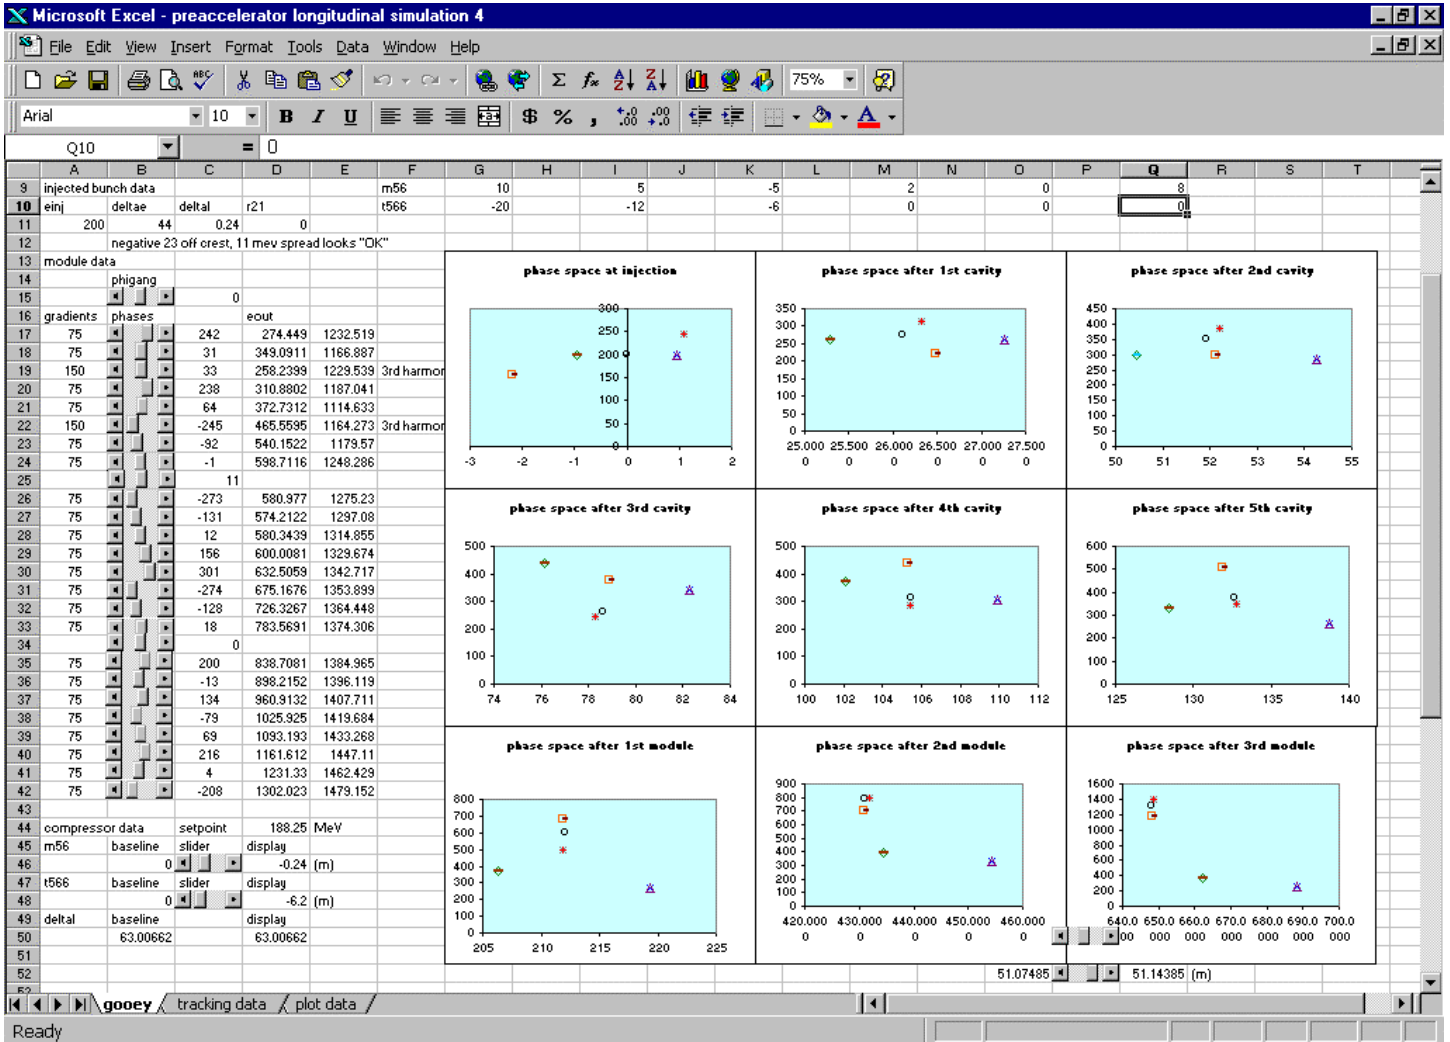 Microsoft Excel - preaccelerator longitudinal simulation 4
File Edit View Insert Format Tools Data Window Help
ABC Σ fx A Z Z A 75%
Arial 10 B I U $ % , .0 .00 .00 .0 A
Q10 = 0
A B C D E F G H I J K L M N O P Q R S T
9 injected bunch data m56 10 5 -5 2 0 8
10 einj deltae deltal r21 t566 -20 -12 -6 0 0 0
11 200 44 0.24 0
12 negative 23 off crest, 11 mev spread looks "OK"
13 module data
14 phigang
15 0
16 gradients phases eout
17 75 242 274.449 1232.519
18 75 31 349.0911 1166.887
19 150 33 258.2399 1229.539 3rd harmor
20 75 238 310.8802 1187.041
21 75 64 372.7312 1114.633
22 150 -245 465.5595 1164.273 3rd harmor
23 75 -92 540.1522 1179.57
24 75 -1 598.7116 1248.286
25 11
26 75 -273 580.977 1275.23
27 75 -131 574.2122 1297.08
28 75 12 580.3439 1314.855
29 75 156 600.0081 1329.674
30 75 301 632.5059 1342.717
31 75 -274 675.1676 1353.899
32 75 -128 726.3267 1364.448
33 75 18 783.5691 1374.306
34 0
35 75 200 838.7081 1384.965
36 75 -13 898.2152 1396.119
37 75 134 960.9132 1407.711
38 75 -79 1025.925 1419.684
39 75 69 1093.193 1433.268
40 75 216 1161.612 1447.11
41 75 4 1231.33 1462.429
42 75 -208 1302.023 1479.152
43
44 compressor data setpoint 188.25 MeV
45 m56 baseline slider display
46 0 -0.24 (m)
47 t566 baseline slider display
48 0 -6.2 (m)
49 deltal baseline display
50 63.00662 63.00662
51
52 51.07485 51.14385 (m)
phase space at injection
300
250
200
150
100
50
0
-3 -2 -1 0 1 2
phase space after 1st cavity
350
300
250
200
150
100
50
0
25.000 25.500 26.000 26.500 27.000 27.500
phase space after 2nd cavity
450
400
350
300
250
200
150
100
50
0
50 51 52 53 54 55
phase space after 3rd cavity
500
400
300
200
100
0
74 76 78 80 82 84
phase space after 4th cavity
500
400
300
200
100
0
100 102 104 106 108 110 112
phase space after 5th cavity
600
500
400
300
200
100
0
125 130 135 140
phase space after 1st module
800
700
600
500
400
300
200
100
0
205 210 215 220 225
phase space after 2nd module
900
800
700
600
500
400
300
200
100
0
420.000 430.000 440.000 450.000 460.000
0 0 0 0 0
phase space after 3rd module
1600
1400
1200
1000
800
600
400
200
0
640.0 650.0 660.0 670.0 680.0 690.0 700.0
00 000 000 000 000 000
gooey tracking data plot data
Ready